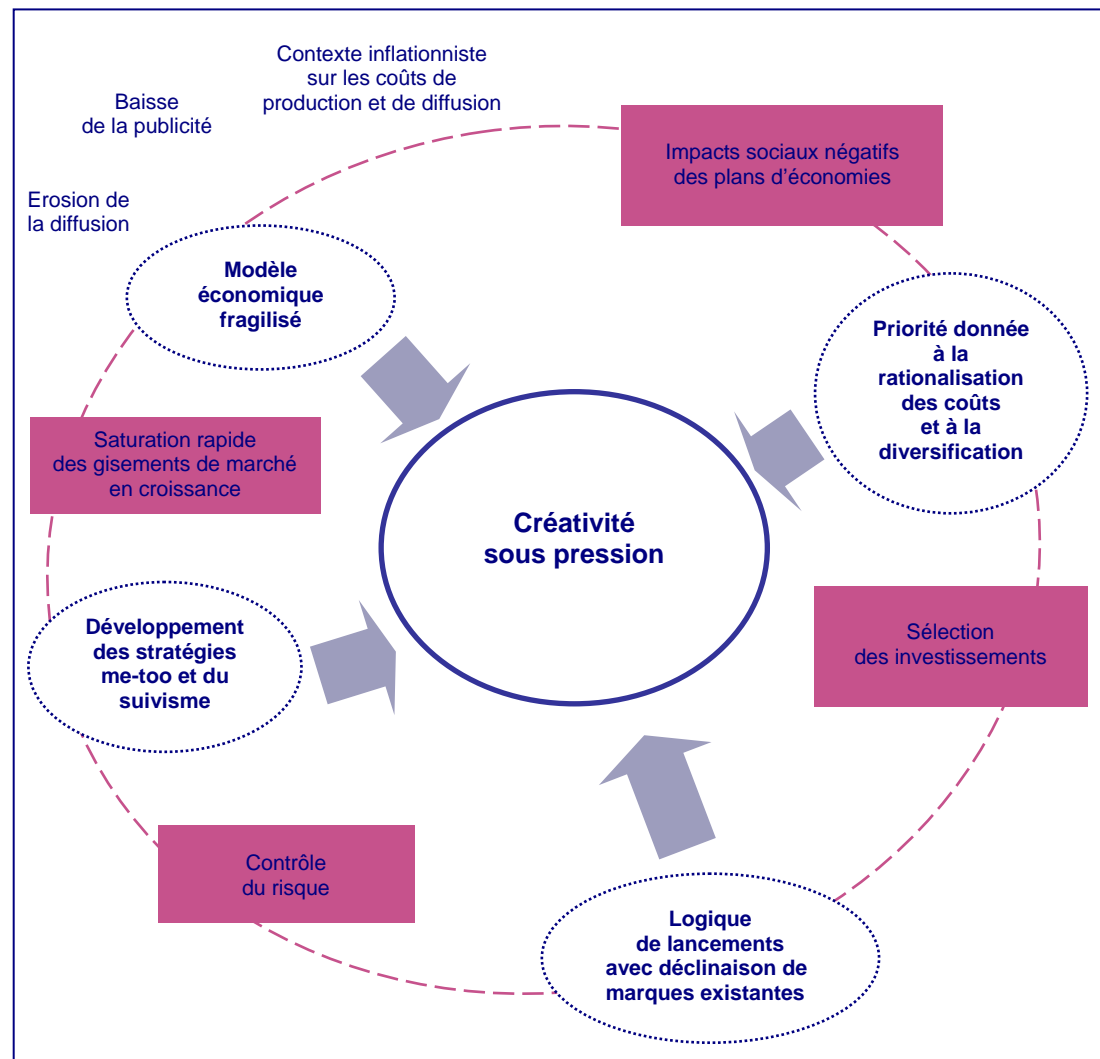 Contexte inflationniste
sur les coûts de
production et de diffusion
Baisse
de la publicité
Erosion de
la diffusion
Impacts sociaux négatifs
des plans d'économies
Modèle
économique
fragilisé
Priorité donnée
à la
rationalisation
des coûts
et à la
diversification
Saturation rapide
des gisements de marché
en croissance
Créativité
sous pression
Développement
des stratégies
me-too et du
suivisme
Sélection
des investissements
Contrôle
du risque
Logique
de lancements
avec déclinaison de
marques existantes